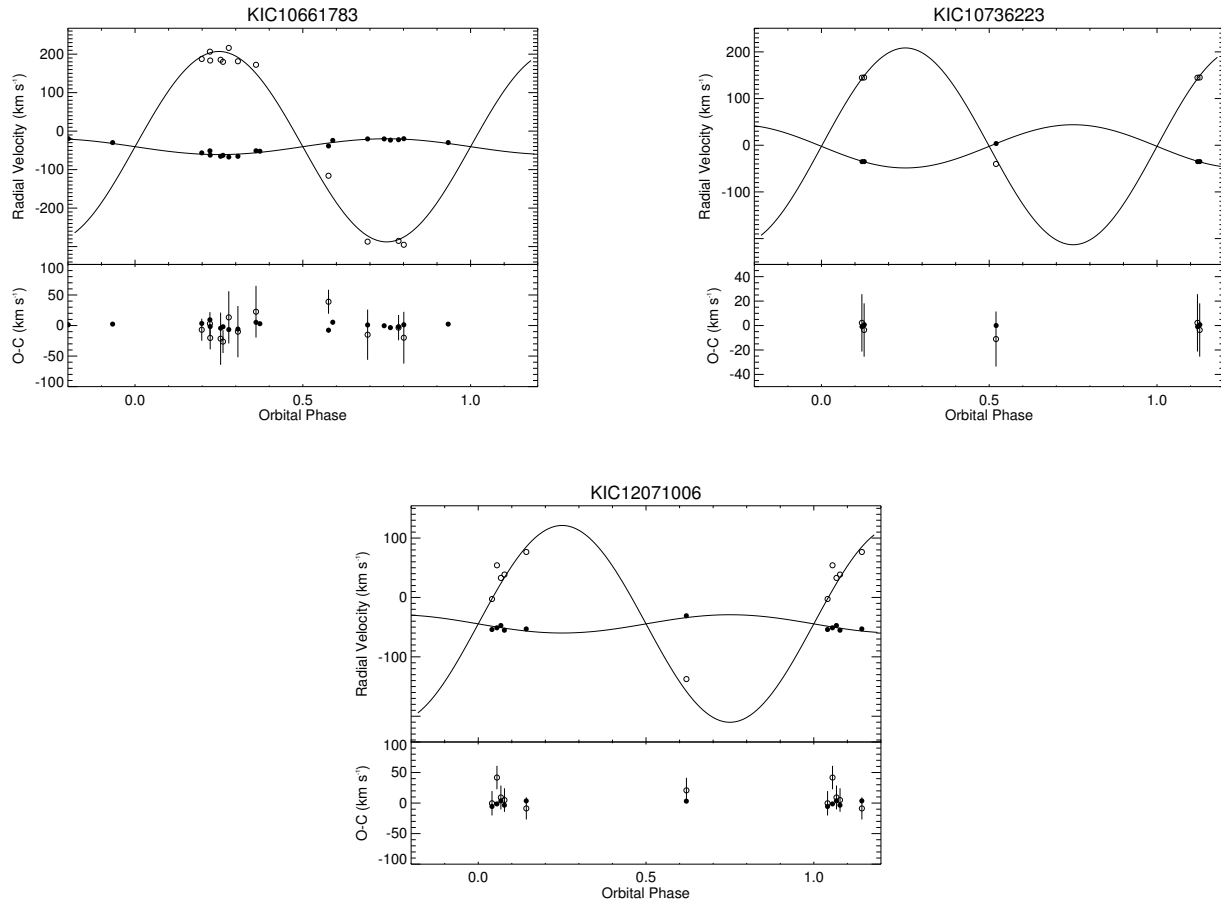 KIC10661783
200
100
0
-100
-200
Radial Velocity (km s⁻¹)
100
50
0
-50
-100
O-C (km s⁻¹)
0.0 0.5 1.0
Orbital Phase
KIC10736223
200
100
0
-100
Radial Velocity (km s⁻¹)
40
20
0
-20
-40
O-C (km s⁻¹)
0.0 0.5 1.0
Orbital Phase
KIC12071006
100
0
-100
Radial Velocity (km s⁻¹)
100
50
0
-50
-100
O-C (km s⁻¹)
0.0 0.5 1.0
Orbital Phase